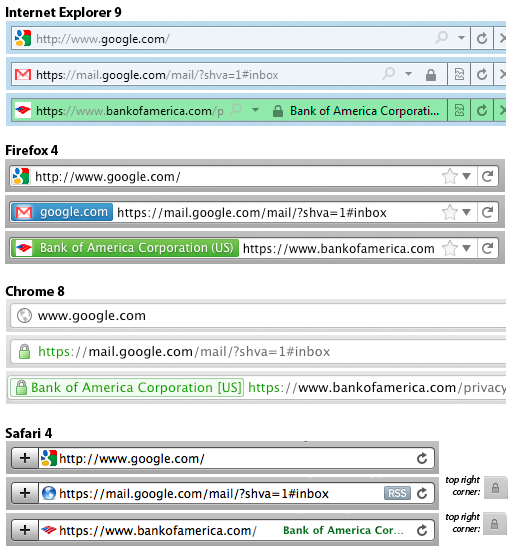 Internet Explorer 9
http://www.google.com/
https://mail.google.com/mail/?shva=1#inbox
https://www.bankofamerica.com/p Bank of America Corporati...
Firefox 4
http://www.google.com/
google.com https://mail.google.com/mail/?shva=1#inbox
Bank of America Corporation (US) https://www.bankofamerica.com
Chrome 8
www.google.com
https://mail.google.com/mail/?shva=1#inbox
Bank of America Corporation [US] https://www.bankofamerica.com/privacy
Safari 4
+ http://www.google.com/
+ https://mail.google.com/mail/?shva=1#inbox RSS
top right
corner:
+ https://www.bankofamerica.com/ Bank of America Cor...
top right
corner: